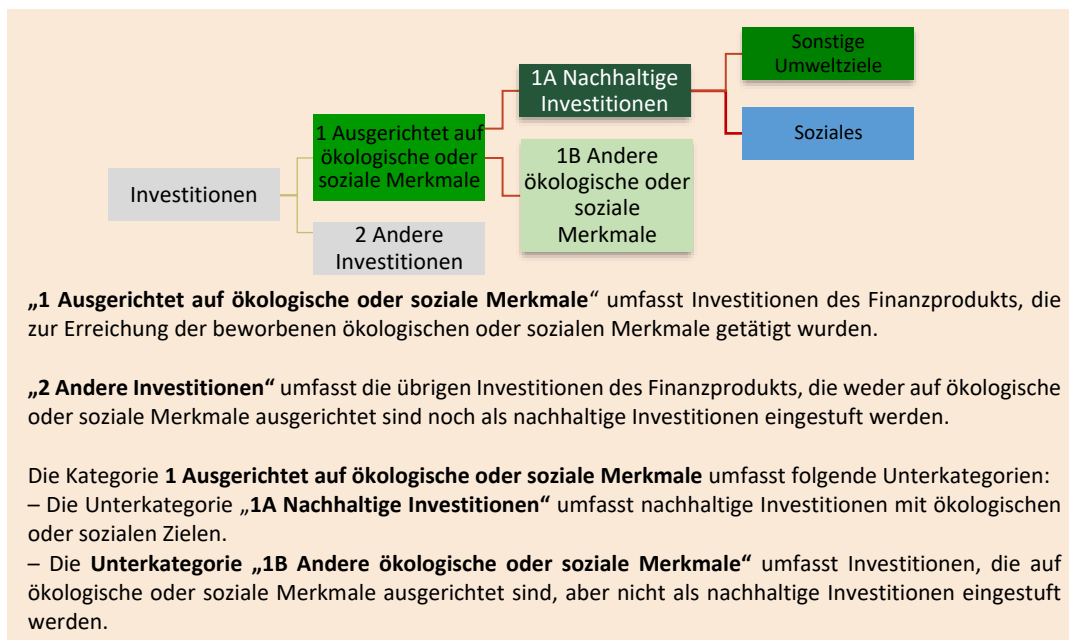 Investitionen
1 Ausgerichtet auf
ökologische oder
soziale Merkmale
2 Andere
Investitionen
1A Nachhaltige
Investitionen
1B Andere
ökologische oder
soziale
Merkmale
Sonstige
Umweltziele
Soziales
„1 Ausgerichtet auf ökologische oder soziale Merkmale“ umfasst Investitionen des Finanzprodukts, die
zur Erreichung der beworbenen ökologischen oder sozialen Merkmale getätigt wurden.
„2 Andere Investitionen“ umfasst die übrigen Investitionen des Finanzprodukts, die weder auf ökologische
oder soziale Merkmale ausgerichtet sind noch als nachhaltige Investitionen eingestuft werden.
Die Kategorie 1 Ausgerichtet auf ökologische oder soziale Merkmale umfasst folgende Unterkategorien:
– Die Unterkategorie „1A Nachhaltige Investitionen“ umfasst nachhaltige Investitionen mit ökologischen
oder sozialen Zielen.
– Die Unterkategorie „1B Andere ökologische oder soziale Merkmale“ umfasst Investitionen, die auf
ökologische oder soziale Merkmale ausgerichtet sind, aber nicht als nachhaltige Investitionen eingestuft
werden.